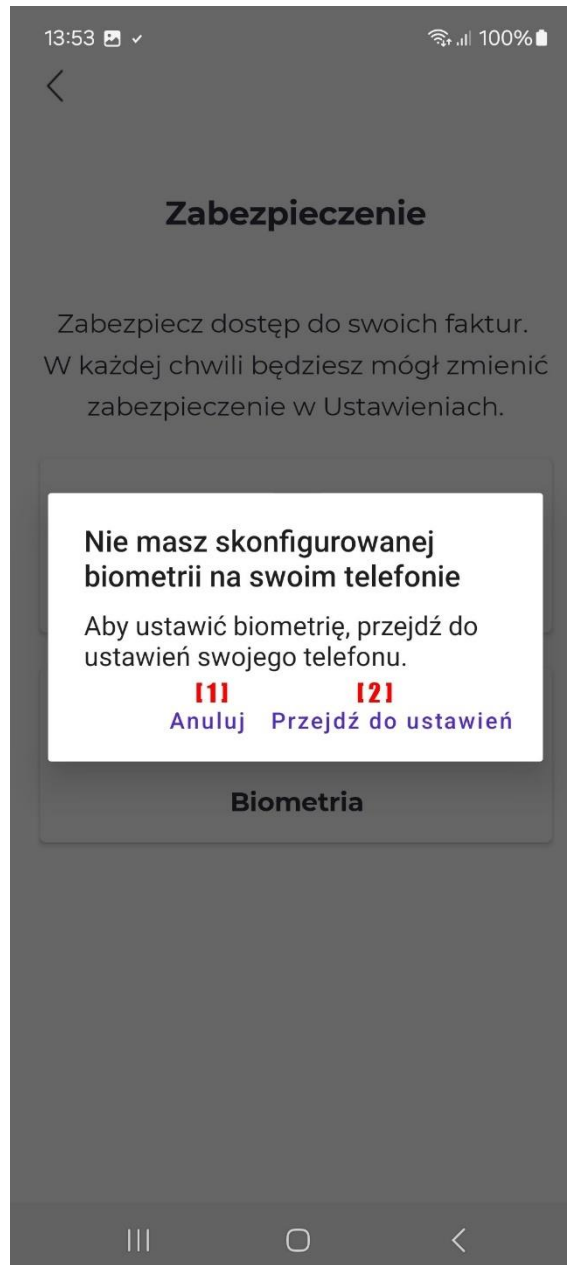 13:53 100%
Zabezpieczenie
Zabezpiecz dostęp do swoich faktur.
W każdej chwili będziesz mógł zmienić
zabezpieczenie w Ustawieniach.
Nie masz skonfigurowanej
biometrii na swoim telefonie
Aby ustawić biometrię, przejdź do
ustawień swojego telefonu.
[1] [2]
Anuluj Przejdź do ustawień
Biometria